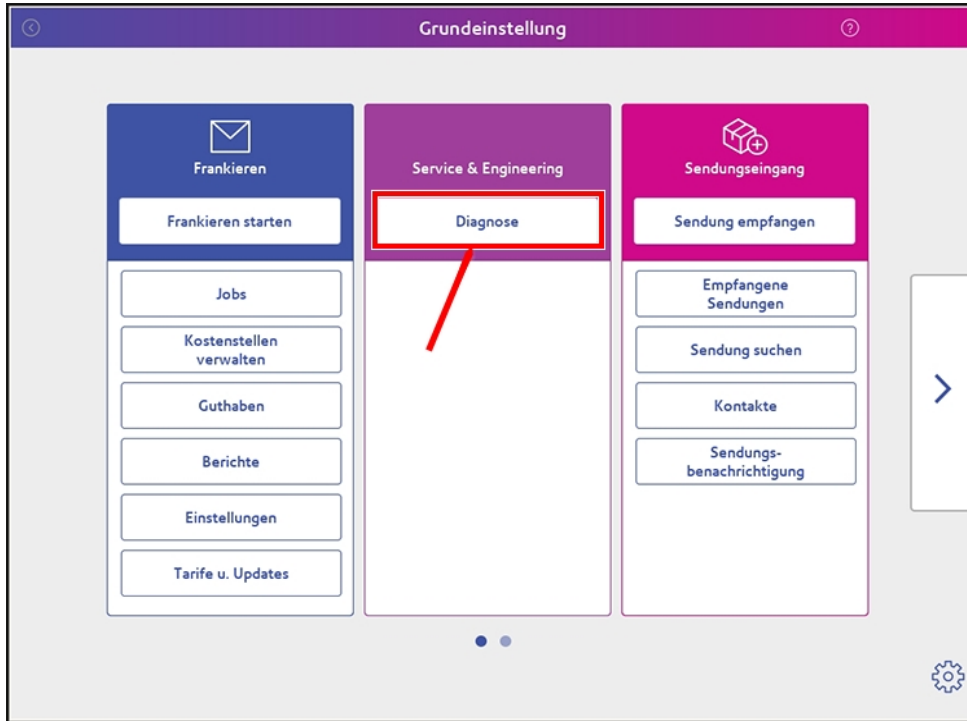 Grundeinstellung
Frankieren
Frankieren starten
Jobs
Kostenstellen
verwalten
Guthaben
Berichte
Einstellungen
Tarife u. Updates
Service & Engineering
Diagnose
Sendungseingang
Sendung empfangen
Empfangene
Sendungen
Sendung suchen
Kontakte
Sendungs-
benachrichtigung